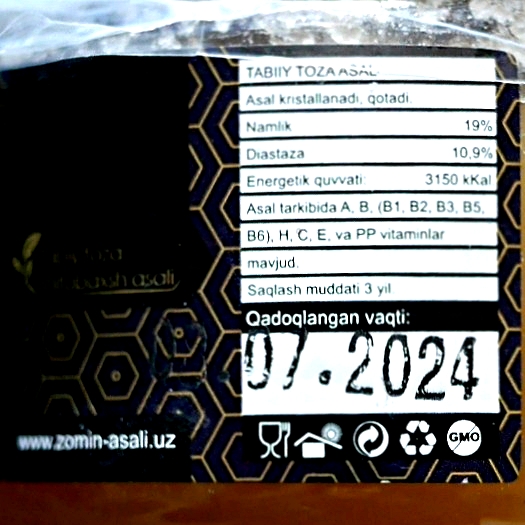 TABIIY TOZA ASAL
Asal kristallanadi, qotadi.
Namlik 19%
Diastaza 10,9%
Energetik quvvati: 3150 kKal
Asal tarkibida A, B, (B1, B2, B3, B5,
B6), H, C, E, va PP vitaminlar
mavjud.
Saqlash muddati 3 yil
Qadoqlangan vaqti:
07.2024
toza
asali
www.zomin-asali.uz
GMO